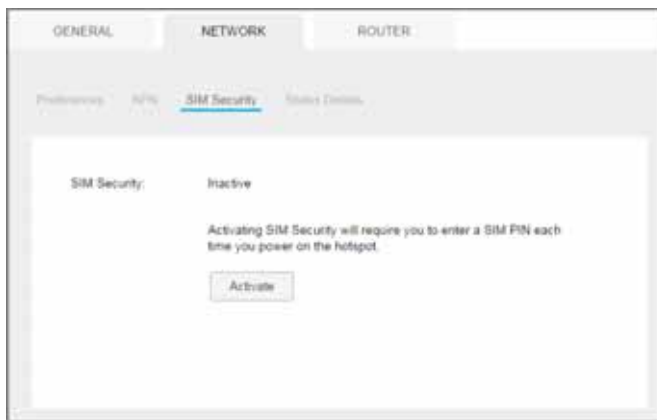 GENERAL NETWORK ROUTER
Preferences APN SIM Security Status Details
SIM Security: Inactive
Activating SIM Security will require you to enter a SIM PIN each
time you power on the hotspot.
Activate